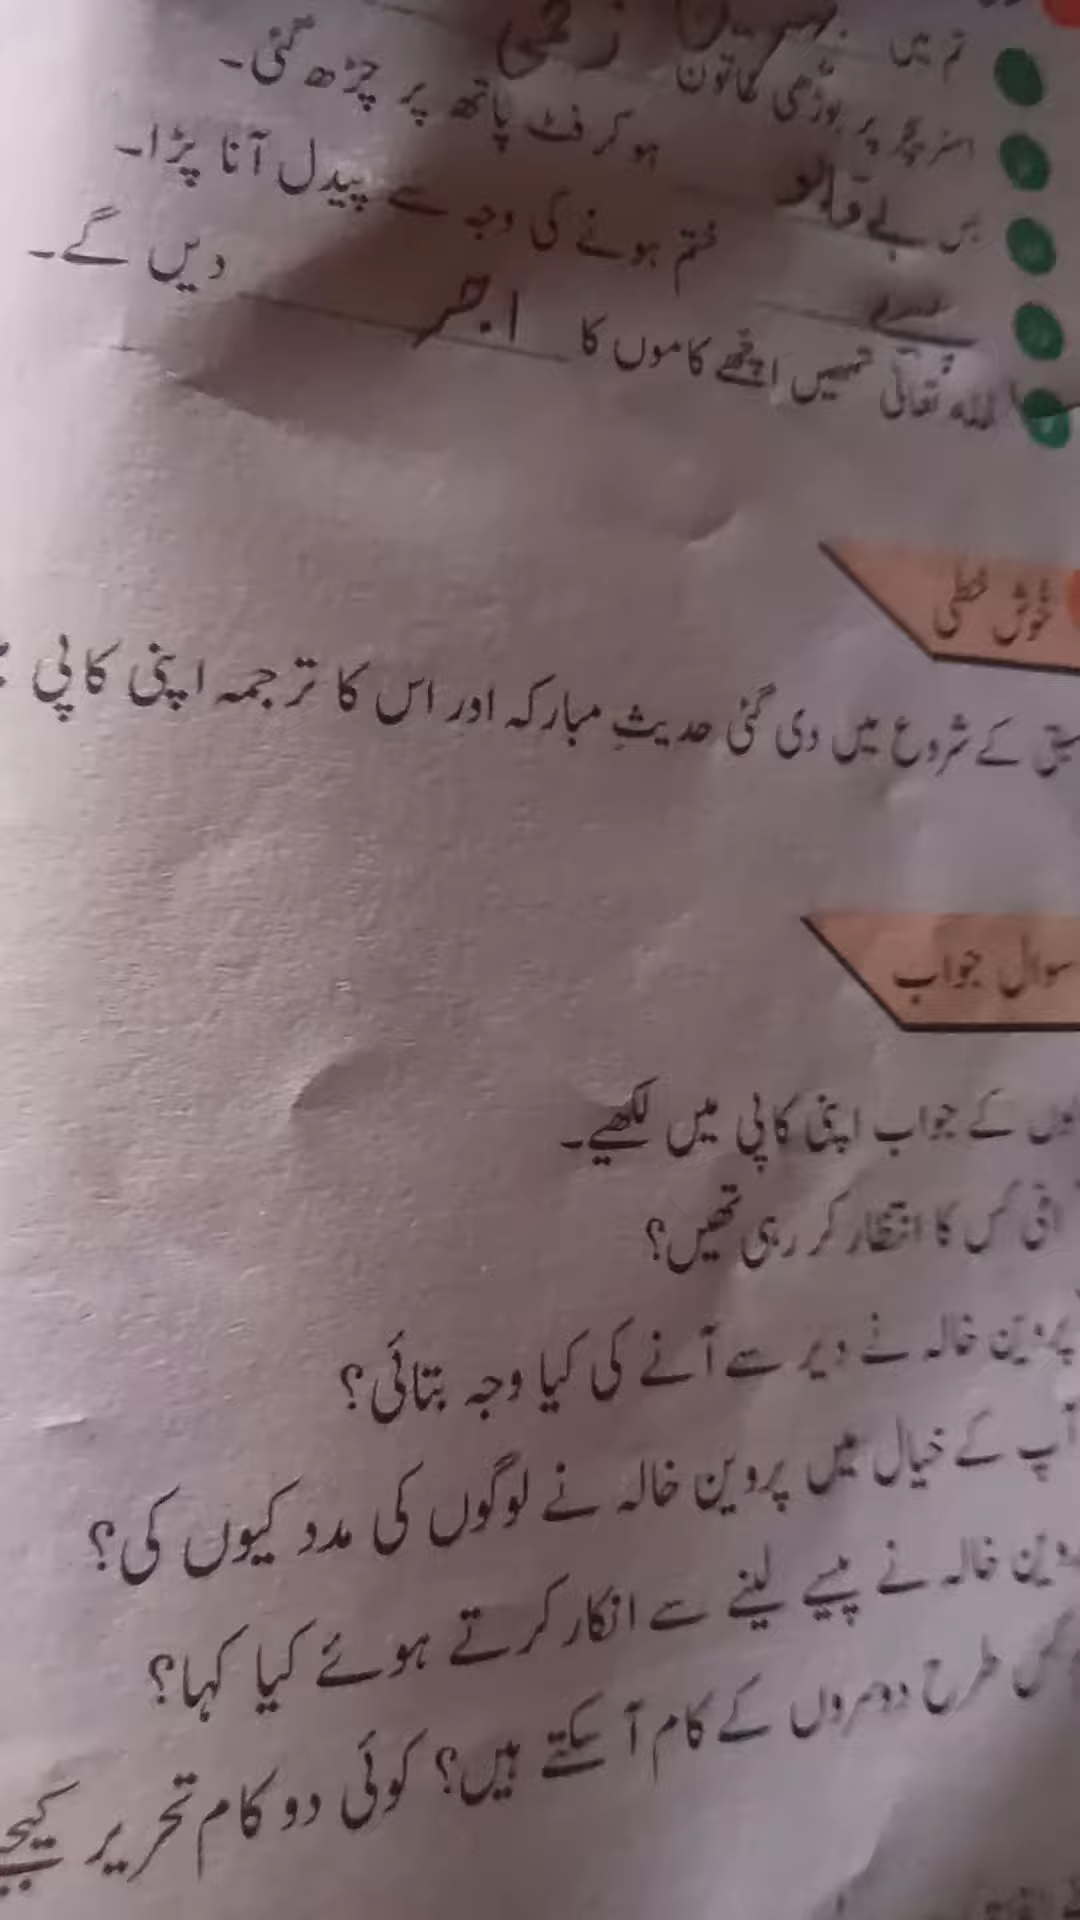 تم میں
اسٹریچر پر بوڑھی خاتون زخمی
بس بے قابو ہو کر فٹ پاتھ پر چڑھ گئی۔
ختم ہونے کی وجہ سے پیدل آنا پڑا۔
اللہ تعالیٰ تمھیں اچھے کاموں کا اجر دیں گے۔
خوش خطی
سبق کے شروع میں دی گئی حدیثِ مبارکہ اور اس کا ترجمہ اپنی کاپی
سوال جواب
کے جواب اپنی کاپی میں لکھیے۔
امّی کس کا انتظار کر رہی تھیں؟
پروین خالہ نے دیر سے آنے کی کیا وجہ بتائی؟
آپ کے خیال میں پروین خالہ نے لوگوں کی مدد کیوں کی؟
پروین خالہ نے پیسے لینے سے انکار کرتے ہوئے کیا کہا؟
کس طرح دوسروں کے کام آ سکتے ہیں؟ کوئی دو کام تحریر کیجیے